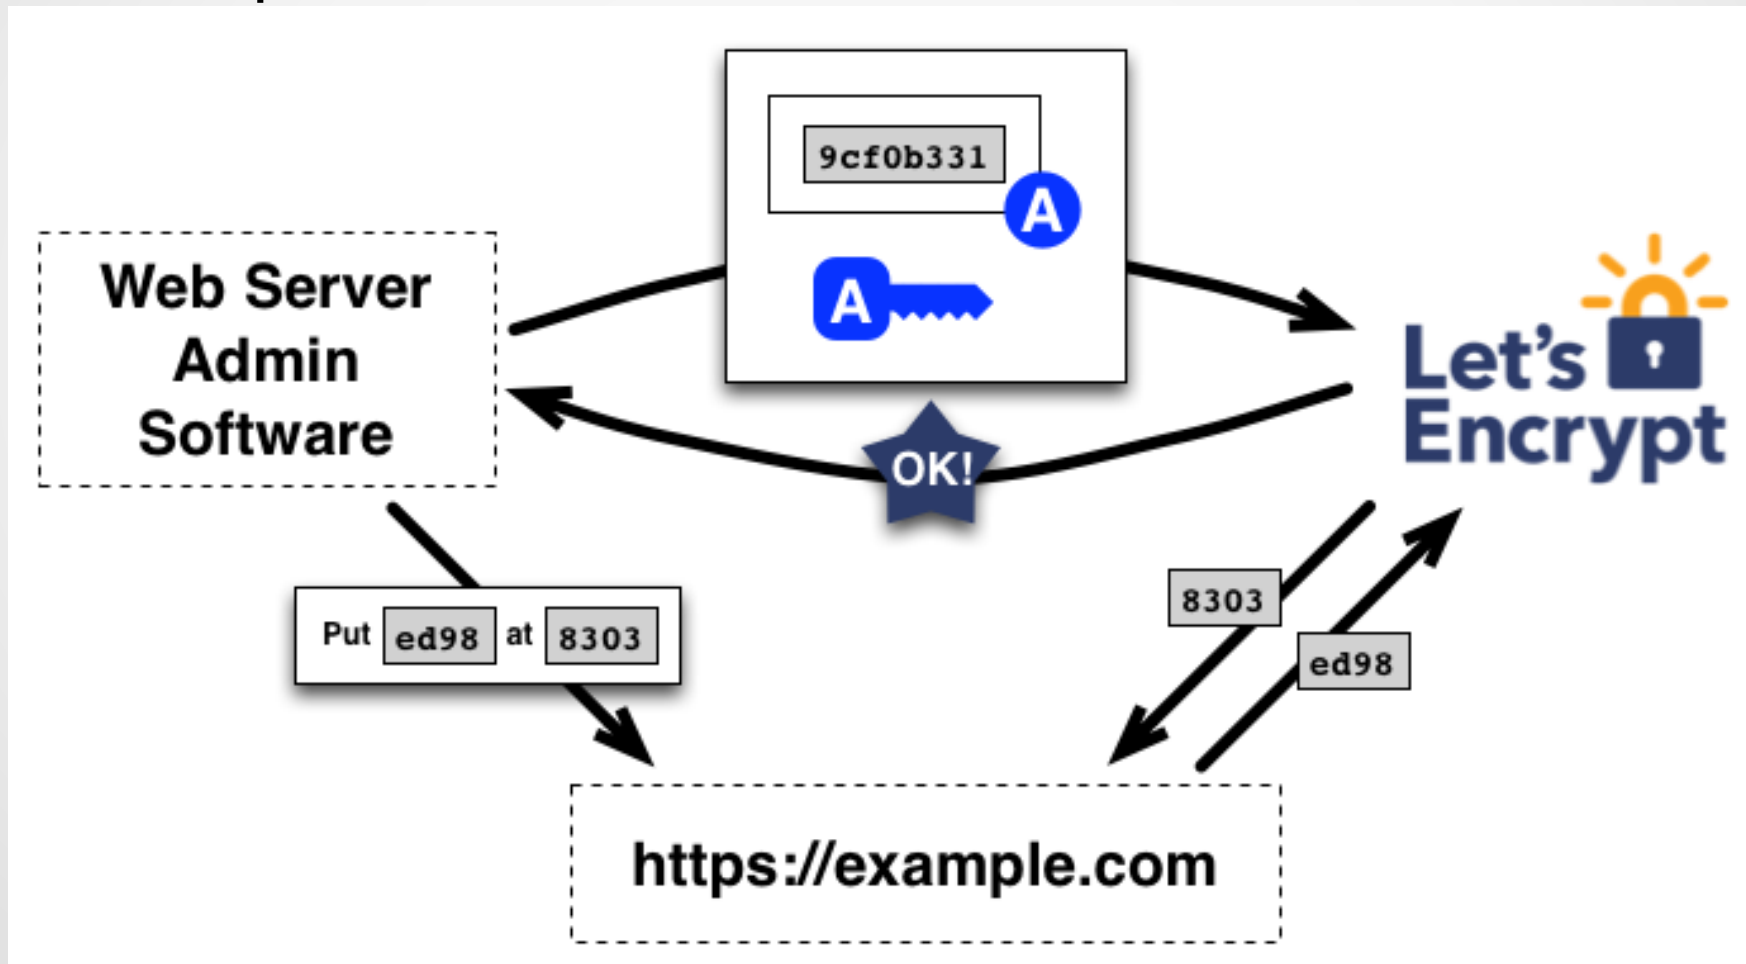 9cf0b331
A
A
Web Server
Admin
Software
Let's
Encrypt
OK!
Put ed98 at 8303
8303
ed98
https://example.com